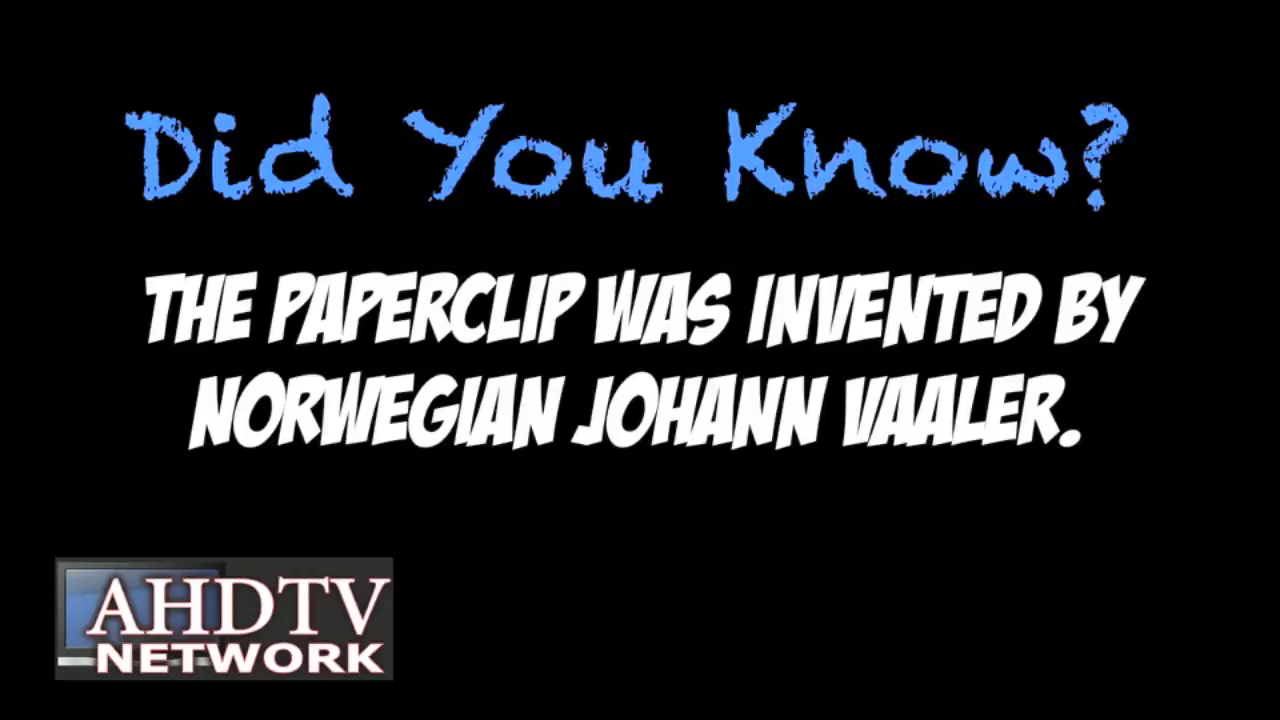 Did You Know?
THE PAPERCLIP WAS INVENTED BY
NORWEGIAN JOHANN VAALER.
AHDTV
NETWORK